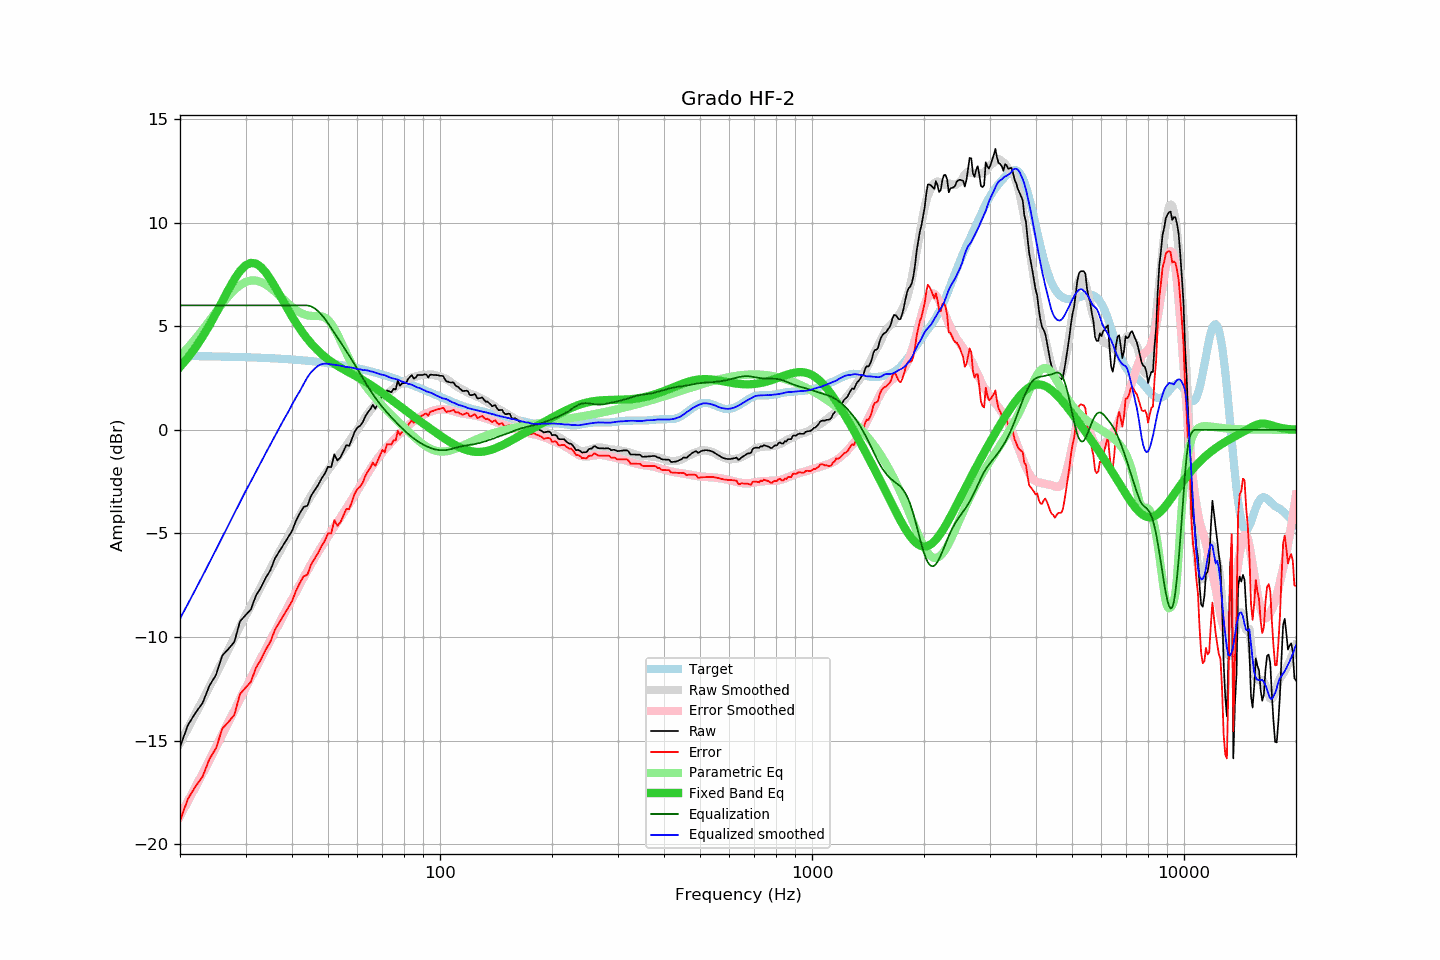 Grado HF-2
15
10
5
0
−5
−10
−15
−20
Amplitude (dBr)
Target
Raw Smoothed
Error Smoothed
Raw
Error
Parametric Eq
Fixed Band Eq
Equalization
Equalized smoothed
100
1000
10000
Frequency (Hz)